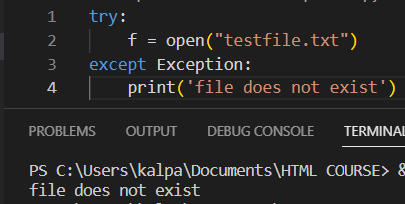 1 try:
2     f = open("testfile.txt")
3 except Exception:
4     print('file does not exist')
PROBLEMS OUTPUT DEBUG CONSOLE TERMINAL
PS C:\Users\kalpa\Documents\HTML COURSE> &
file does not exist